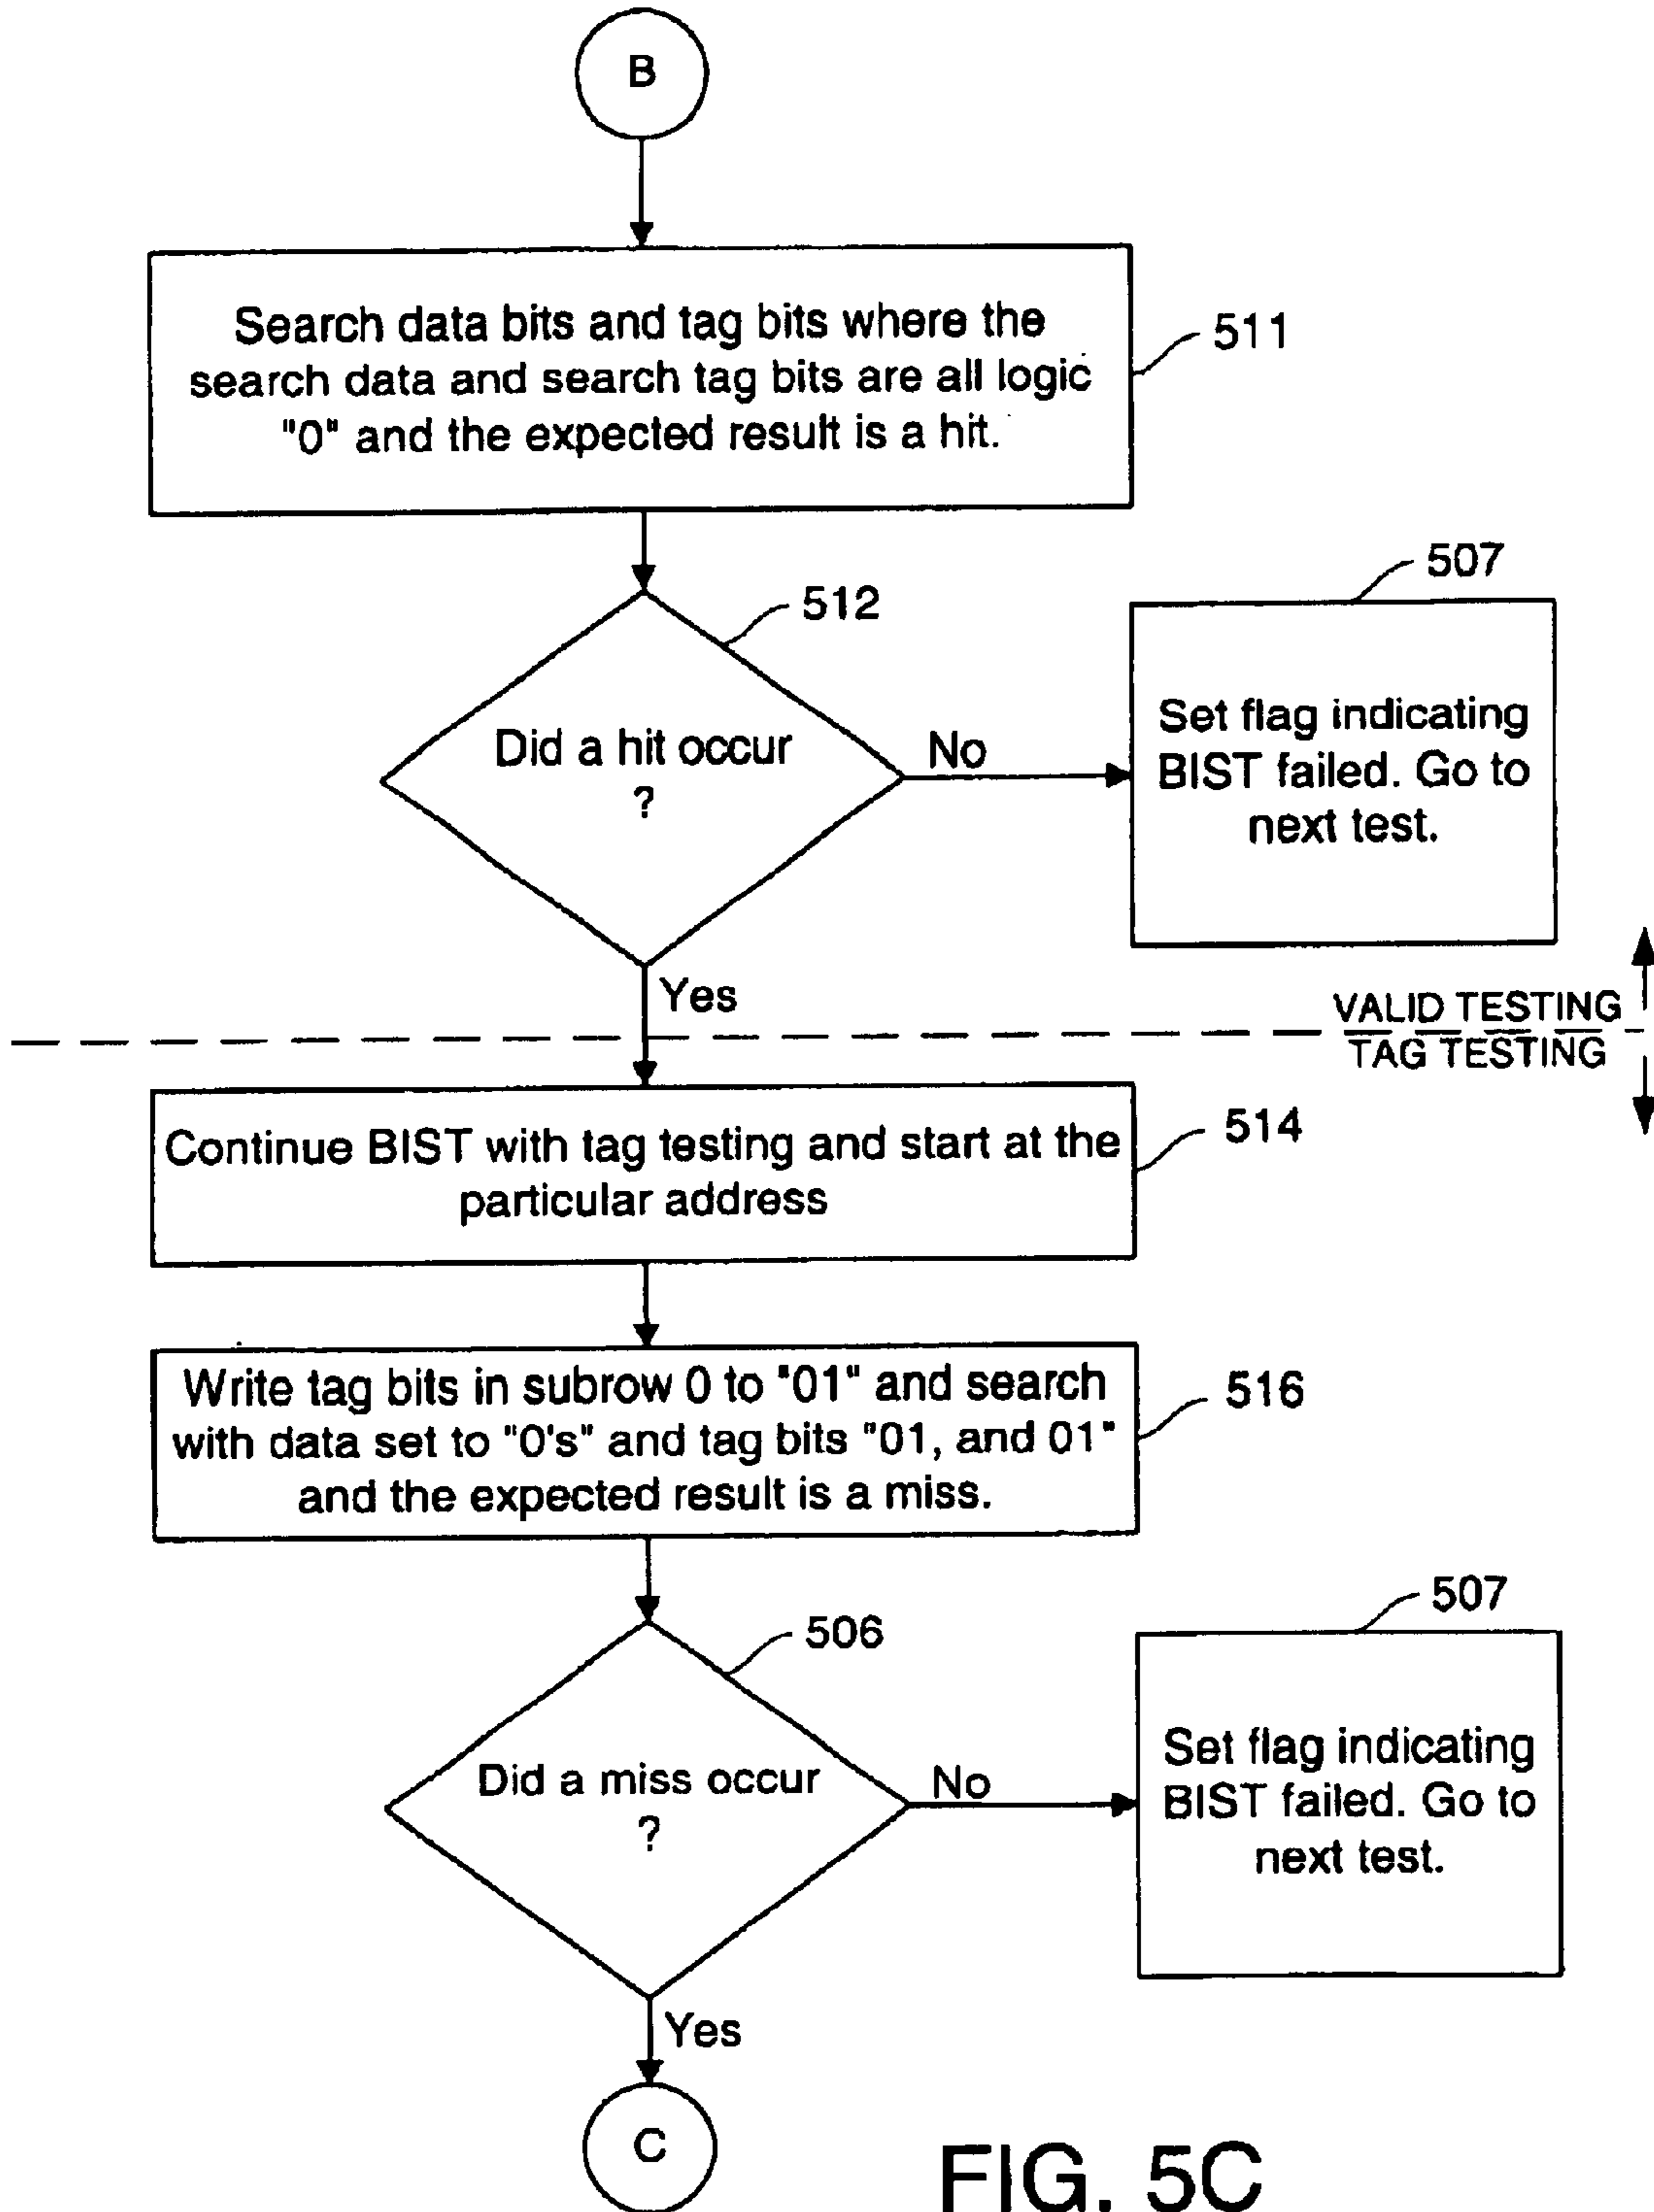 B
Search data bits and tag bits where the
search data and search tag bits are all logic
"0" and the expected result is a hit.
511
512
Did a hit occur
?
No
507
Set flag indicating
BIST failed. Go to
next test.
Yes
VALID TESTING
TAG TESTING
Continue BIST with tag testing and start at the
particular address
514
Write tag bits in subrow 0 to "01" and search
with data set to "0's" and tag bits "01, and 01"
and the expected result is a miss.
516
506
Did a miss occur
?
No
507
Set flag indicating
BIST failed. Go to
next test.
Yes
C
FIG. 5C